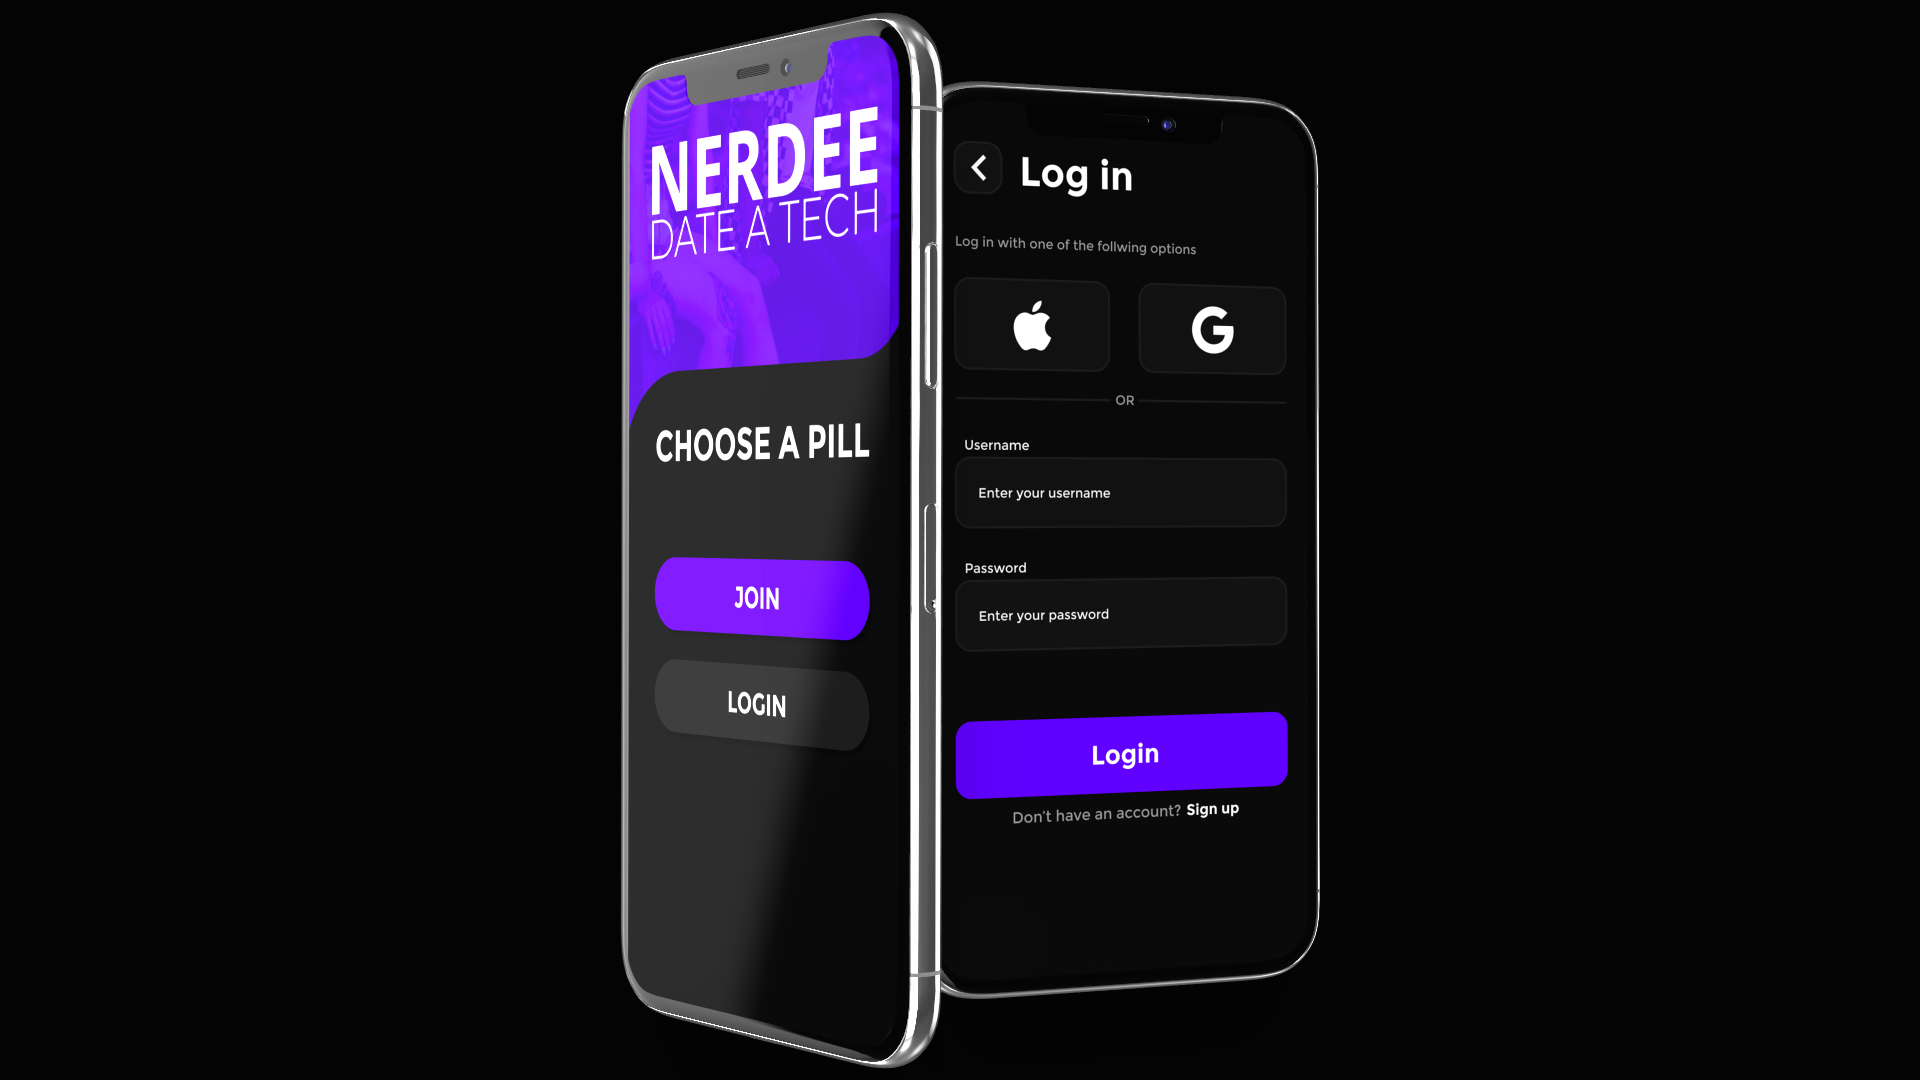 NERDEE
DATE A TECH
CHOOSE A PILL
JOIN
LOGIN
Log in
Log in with one of the follwing options
G
OR
Username
Enter your username
Password
Enter your password
Login
Don't have an account? Sign up